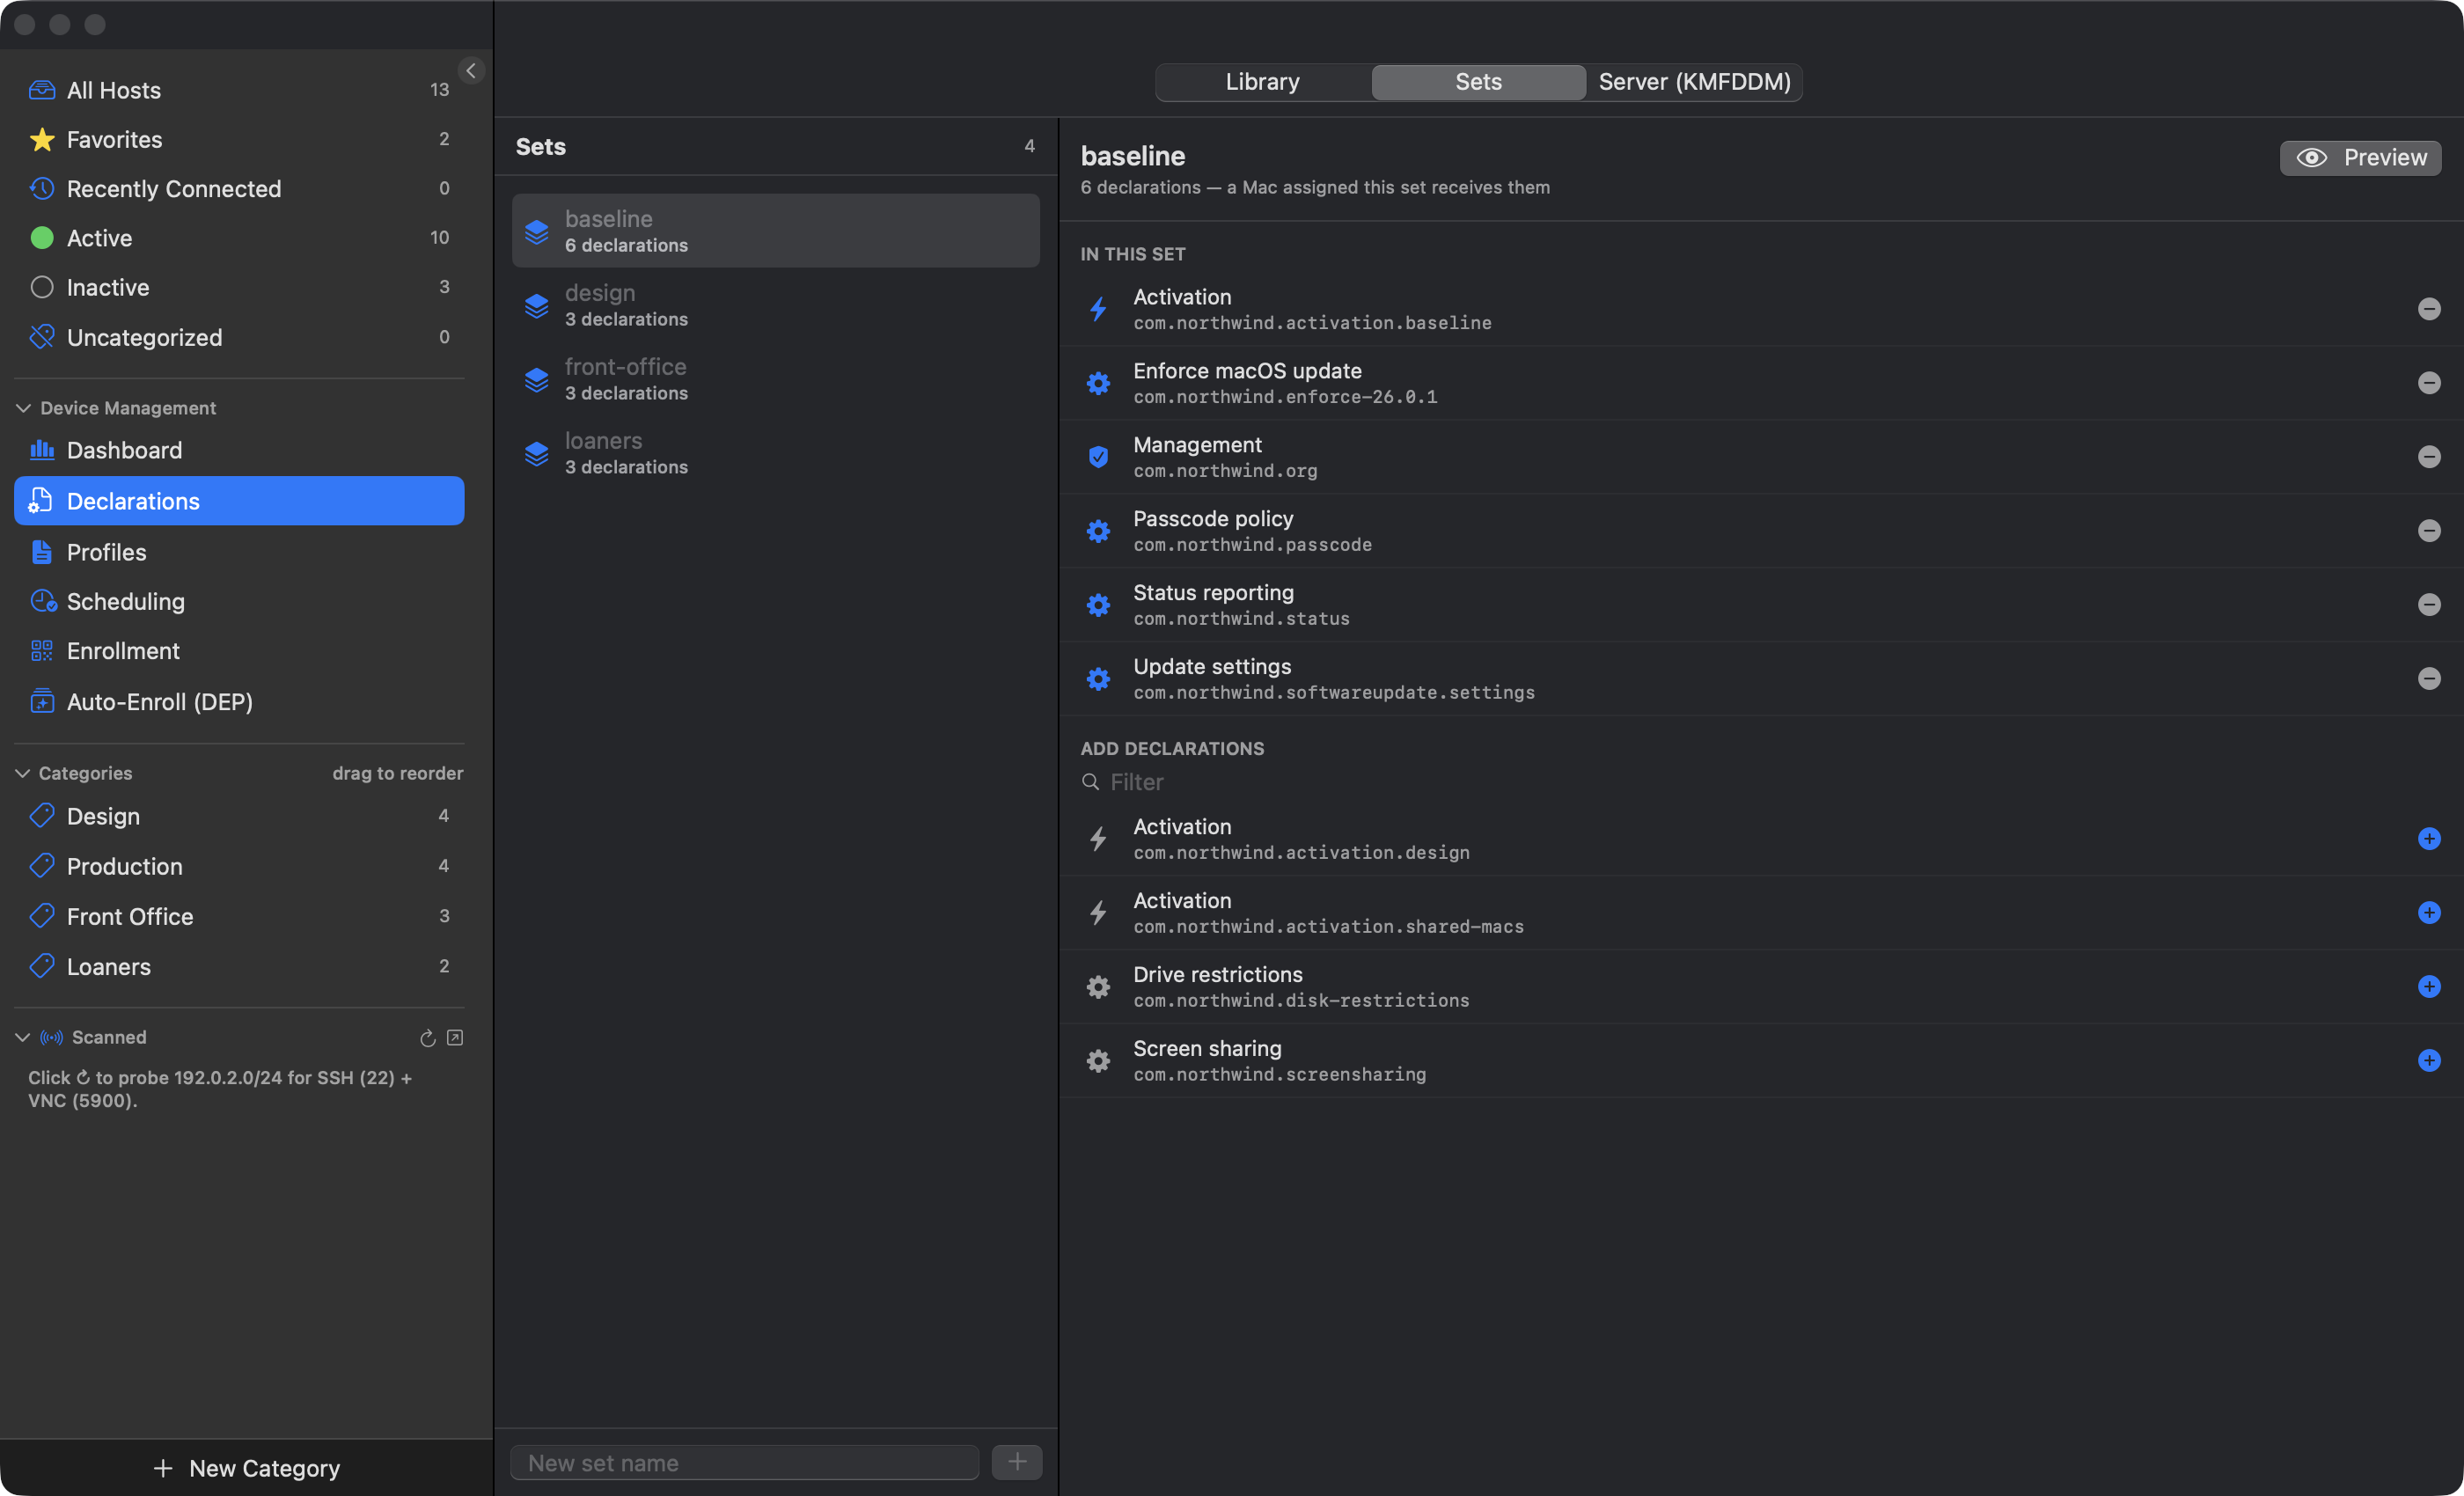 All Hosts 13
Favorites 2
Recently Connected 0
Active 10
Inactive 3
Uncategorized 0
Device Management
Dashboard
Declarations
Profiles
Scheduling
Enrollment
Auto-Enroll (DEP)
Categories drag to reorder
Design 4
Production 4
Front Office 3
Loaners 2
Scanned
Click ↻ to probe 192.0.2.0/24 for SSH (22) +
VNC (5900).
+ New Category
Library Sets Server (KMFDDM)
Sets 4
baseline
6 declarations
design
3 declarations
front-office
3 declarations
loaners
3 declarations
New set name
baseline
6 declarations — a Mac assigned this set receives them
Preview
IN THIS SET
Activation
com.northwind.activation.baseline
Enforce macOS update
com.northwind.enforce-26.0.1
Management
com.northwind.org
Passcode policy
com.northwind.passcode
Status reporting
com.northwind.status
Update settings
com.northwind.softwareupdate.settings
ADD DECLARATIONS
Filter
Activation
com.northwind.activation.design
Activation
com.northwind.activation.shared-macs
Drive restrictions
com.northwind.disk-restrictions
Screen sharing
com.northwind.screensharing